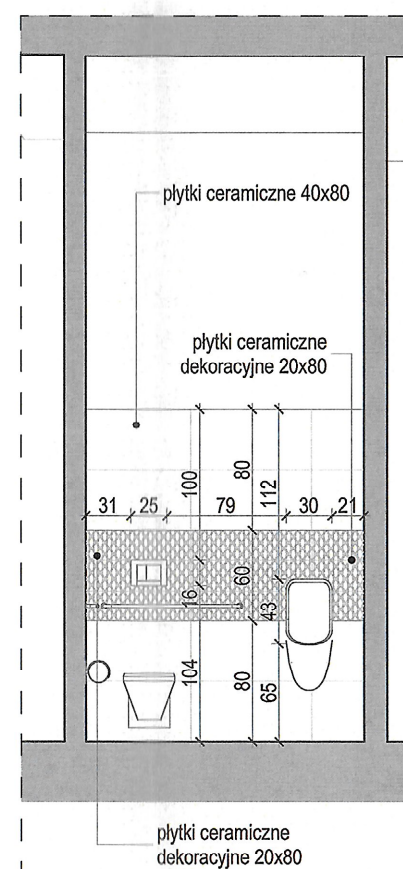 płytki ceramiczne 40x80
płytki ceramiczne
dekoracyjne 20x80
100
80
112
31
25
79
30
21
16
60
43
104
80
65
płytki ceramiczne
dekoracyjne 20x80